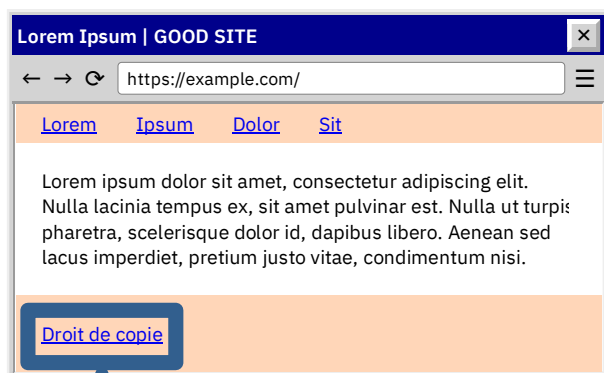 Lorem Ipsum | GOOD SITE
https://example.com/
Lorem Ipsum Dolor Sit
Lorem ipsum dolor sit amet, consectetur adipiscing elit.
Nulla lacinia tempus ex, sit amet pulvinar est. Nulla ut turpis
pharetra, scelerisque dolor id, dapibus libero. Aenean sed
lacus imperdiet, pretium justo vitae, condimentum nisi.
Droit de copie